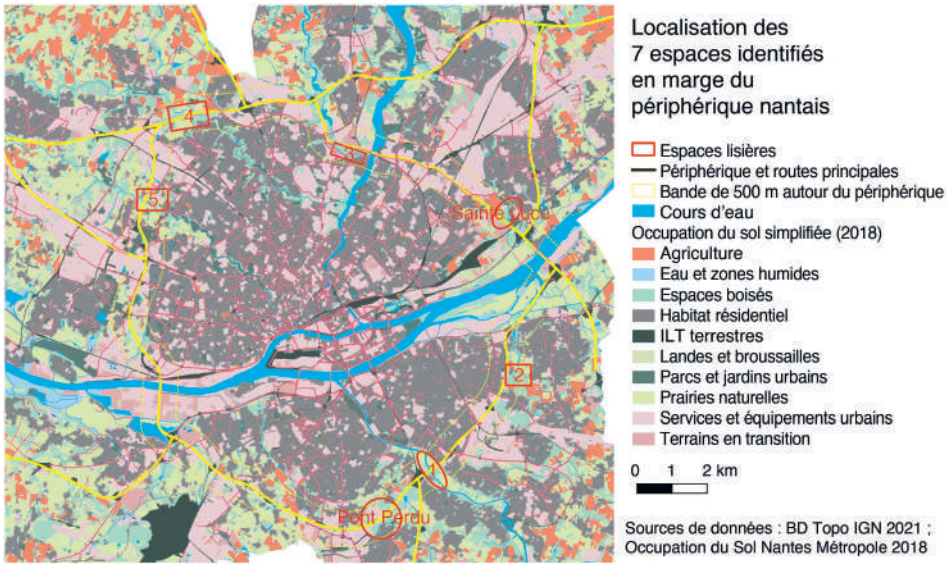 4
3
5
Sainte Luce
2
1
Pont Perdu
Localisation des
7 espaces identifiés
en marge du
périphérique nantais
Espaces lisières
Périphérique et routes principales
Bande de 500 m autour du périphérique
Cours d'eau
Occupation du sol simplifiée (2018)
Agriculture
Eau et zones humides
Espaces boisés
Habitat résidentiel
ILT terrestres
Landes et broussailles
Parcs et jardins urbains
Prairies naturelles
Services et équipements urbains
Terrains en transition
0 1 2 km
Sources de données : BD Topo IGN 2021 ;
Occupation du Sol Nantes Métropole 2018